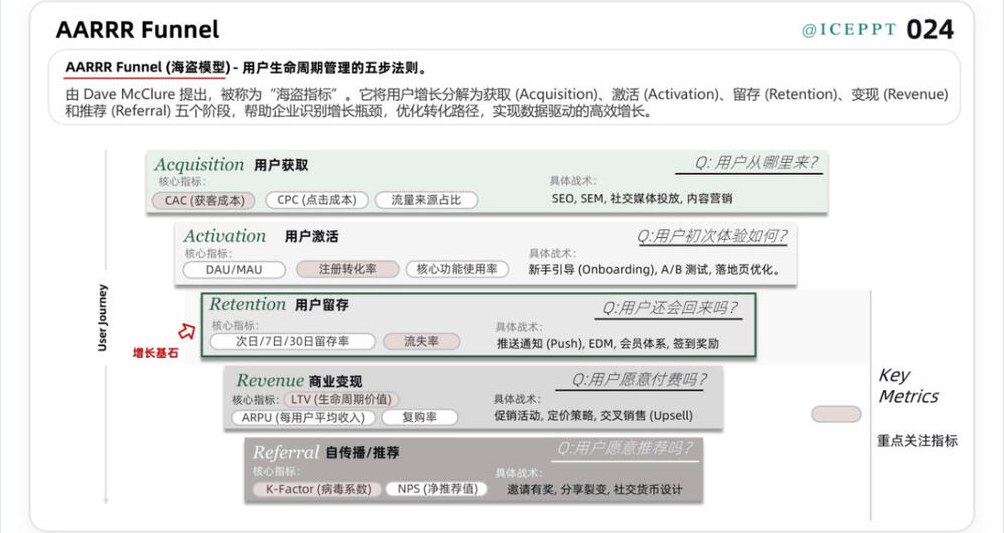 AARRR Funnel
@ICEPPT 024
AARRR Funnel (海盗模型) - 用户生命周期管理的五步法则。
由 Dave McClure 提出，被称为“海盗指标”。它将用户增长分解为获取 (Acquisition)、激活 (Activation)、留存 (Retention)、变现 (Revenue)
和推荐 (Referral) 五个阶段，帮助企业识别增长瓶颈，优化转化路径，实现数据驱动的高效增长。
User Journey
Acquisition 用户获取
Q: 用户从哪里来?
核心指标：
具体战术：
CAC (获客成本) CPC (点击成本) 流量来源占比
SEO, SEM, 社交媒体投放, 内容营销
Activation 用户激活
Q:用户初次体验如何?
核心指标：
具体战术：
DAU/MAU 注册转化率 核心功能使用率
新手引导 (Onboarding), A/B 测试, 落地页优化。
增长基石
Retention 用户留存
Q:用户还会回来吗?
核心指标：
具体战术：
次日/7日/30日留存率 流失率
推送通知 (Push), EDM, 会员体系, 签到奖励
Revenue 商业变现
Q:用户愿意付费吗?
核心指标： LTV (生命周期价值)
具体战术：
ARPU (每用户平均收入) 复购率
促销活动, 定价策略, 交叉销售 (Upsell)
Referral 自传播/推荐
Q:用户愿意推荐吗?
核心指标：
具体战术：
K-Factor (病毒系数) NPS (净推荐值)
邀请有奖, 分享裂变, 社交货币设计
Key
Metrics
重点关注指标